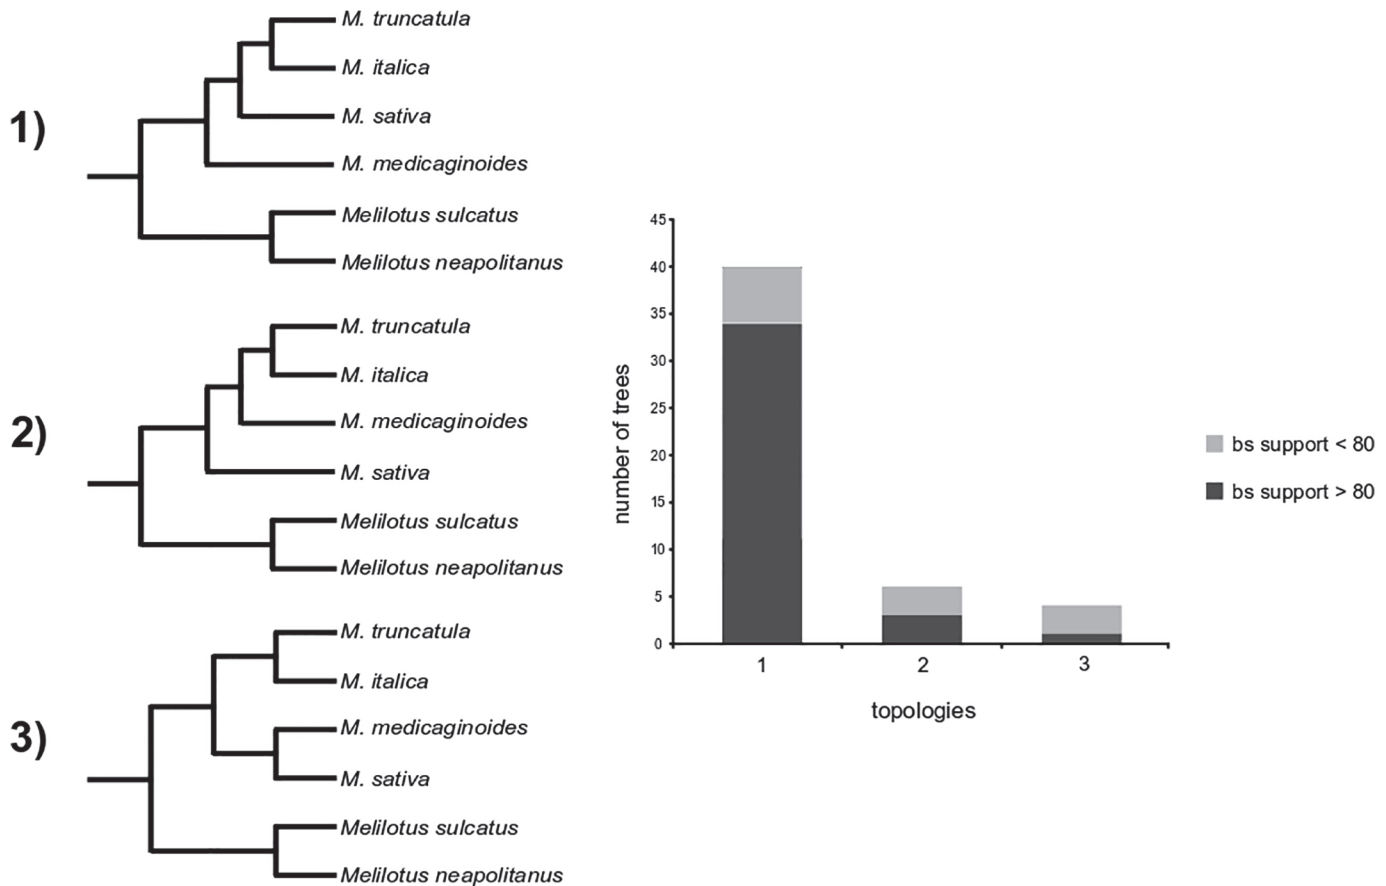 1)
M. truncatula
M. italica
M. sativa
M. medicaginoides
Melilotus sulcatus
Melilotus neapolitanus
2)
M. truncatula
M. italica
M. medicaginoides
M. sativa
Melilotus sulcatus
Melilotus neapolitanus
3)
M. truncatula
M. italica
M. medicaginoides
M. sativa
Melilotus sulcatus
Melilotus neapolitanus
number of trees
45
40
35
30
25
20
15
10
5
0
1 2 3
topologies
bs support < 80
bs support > 80